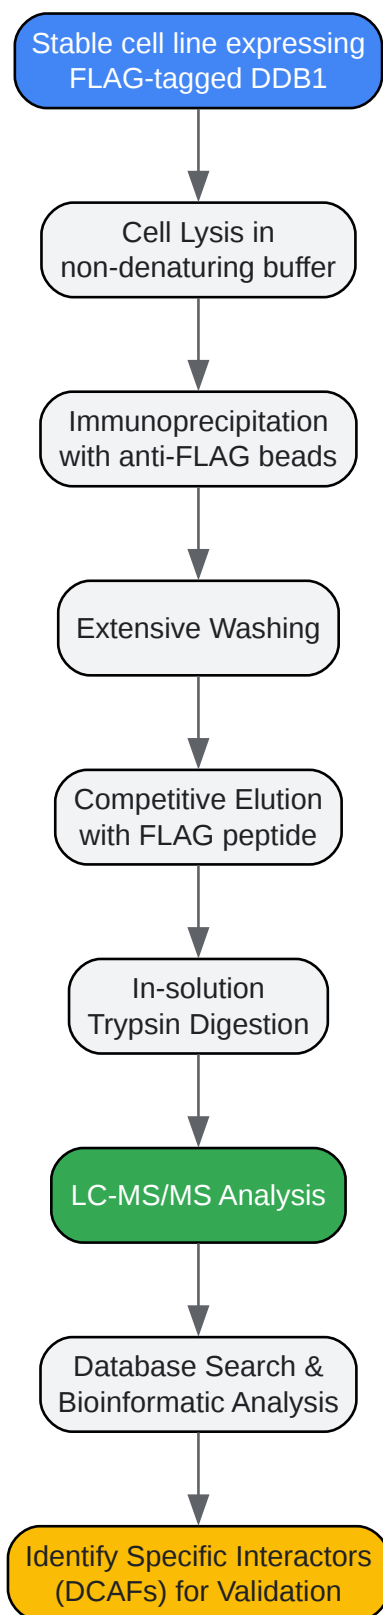 Stable cell line expressing
FLAG-tagged DDB1
Cell Lysis in
non-denaturing buffer
Immunoprecipitation
with anti-FLAG beads
Extensive Washing
Competitive Elution
with FLAG peptide
In-solution
Trypsin Digestion
LC-MS/MS Analysis
Database Search &
Bioinformatic Analysis
Identify Specific Interactors
(DCAFs) for Validation